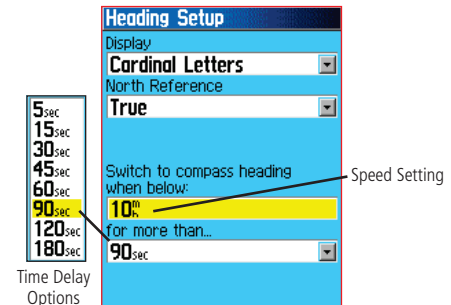 Heading Setup
Display
Cardinal Letters
North Reference
True
Switch to compass heading
when below:
10mh
for more than...
90sec
5sec
15sec
30sec
45sec
60sec
90sec
120sec
180sec
Time Delay
Options
Speed Setting